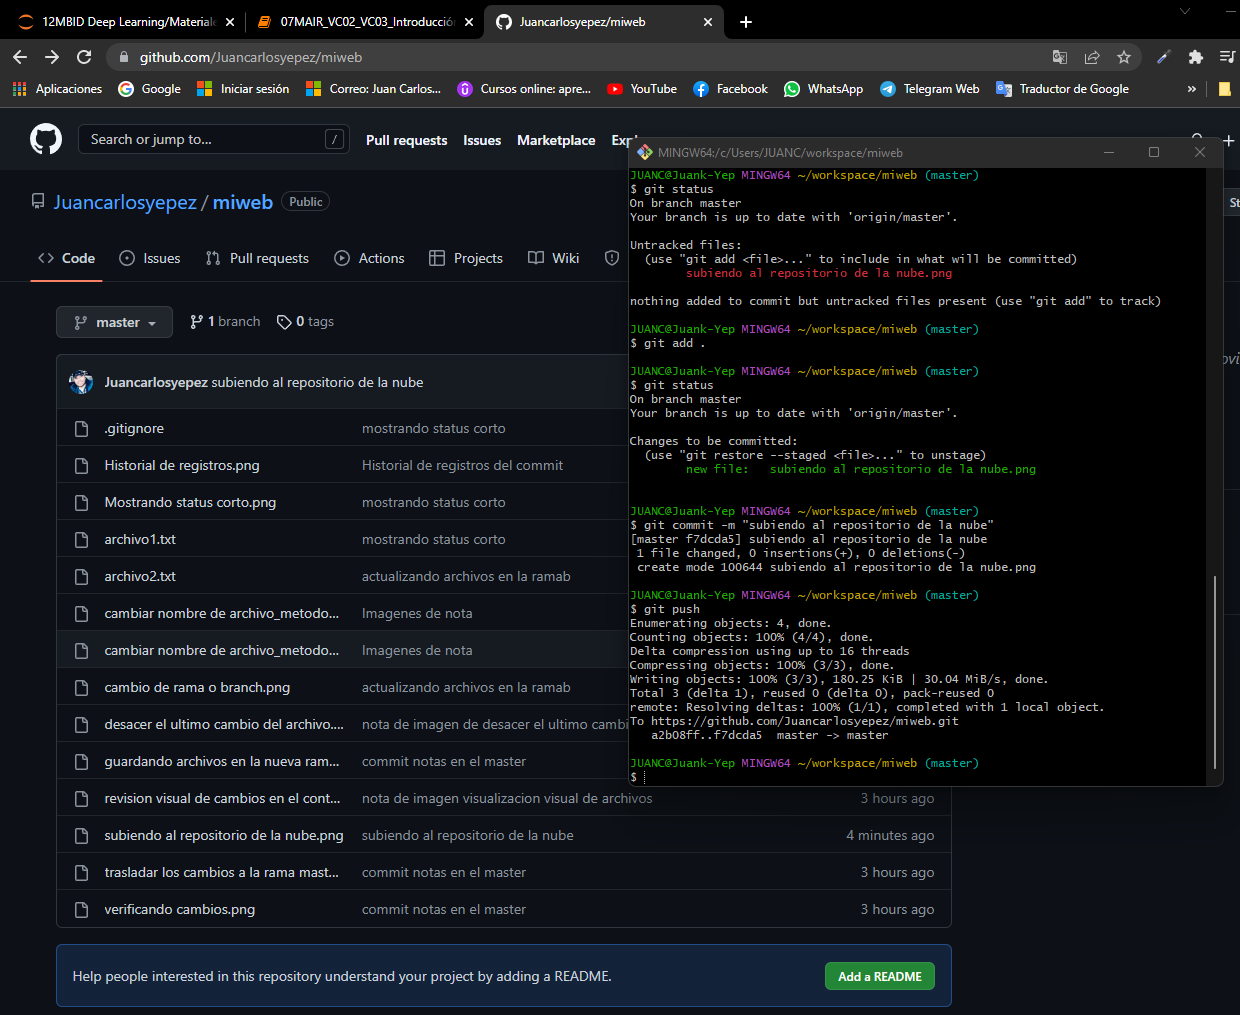 12MBID Deep Learning/Materiale
07MAIR_VC02_VC03_Introducción
Juancarlosyepez/miweb
github.com/Juancarlosyepez/miweb
Aplicaciones
Google
Iniciar sesión
Correo: Juan Carlos...
Cursos online: apre...
YouTube
Facebook
WhatsApp
Telegram Web
Traductor de Google
»
Search or jump to...
/
Pull requests
Issues
Marketplace
Juancarlosyepez / miweb
Public
St
Code
Issues
Pull requests
Actions
Projects
Wiki
master
1 branch
0 tags
Juancarlosyepez subiendo al repositorio de la nube
.gitignore
mostrando status corto
Historial de registros.png
Historial de registros del commit
Mostrando status corto.png
mostrando status corto
archivo1.txt
mostrando status corto
archivo2.txt
actualizando archivos en la ramab
cambiar nombre de archivo_metodo...
Imagenes de nota
cambiar nombre de archivo_metodo...
Imagenes de nota
cambio de rama o branch.png
actualizando archivos en la ramab
desacer el ultimo cambio del archivo....
nota de imagen de desacer el ultimo cambi
guardando archivos en la nueva ram...
commit notas en el master
revision visual de cambios en el cont...
nota de imagen visualizacion visual de archivos
3 hours ago
subiendo al repositorio de la nube.png
subiendo al repositorio de la nube
4 minutes ago
trasladar los cambios a la rama mast...
commit notas en el master
3 hours ago
verificando cambios.png
commit notas en el master
3 hours ago
Help people interested in this repository understand your project by adding a README.
Add a README
MINGW64:/c/Users/JUANC/workspace/miweb
JUANC@Juank-Yep MINGW64 ~/workspace/miweb (master)
$ git status
On branch master
Your branch is up to date with 'origin/master'.
Untracked files:
(use "git add <file>..." to include in what will be committed)
subiendo al repositorio de la nube.png
nothing added to commit but untracked files present (use "git add" to track)
JUANC@Juank-Yep MINGW64 ~/workspace/miweb (master)
$ git add .
JUANC@Juank-Yep MINGW64 ~/workspace/miweb (master)
$ git status
On branch master
Your branch is up to date with 'origin/master'.
Changes to be committed:
(use "git restore --staged <file>..." to unstage)
new file:   subiendo al repositorio de la nube.png
JUANC@Juank-Yep MINGW64 ~/workspace/miweb (master)
$ git commit -m "subiendo al repositorio de la nube"
[master f7dcda5] subiendo al repositorio de la nube
1 file changed, 0 insertions(+), 0 deletions(-)
create mode 100644 subiendo al repositorio de la nube.png
JUANC@Juank-Yep MINGW64 ~/workspace/miweb (master)
$ git push
Enumerating objects: 4, done.
Counting objects: 100% (4/4), done.
Delta compression using up to 16 threads
Compressing objects: 100% (3/3), done.
Writing objects: 100% (3/3), 180.25 KiB | 30.04 MiB/s, done.
Total 3 (delta 1), reused 0 (delta 0), pack-reused 0
remote: Resolving deltas: 100% (1/1), completed with 1 local object.
To https://github.com/Juancarlosyepez/miweb.git
a2b08ff..f7dcda5  master -> master
JUANC@Juank-Yep MINGW64 ~/workspace/miweb (master)
$